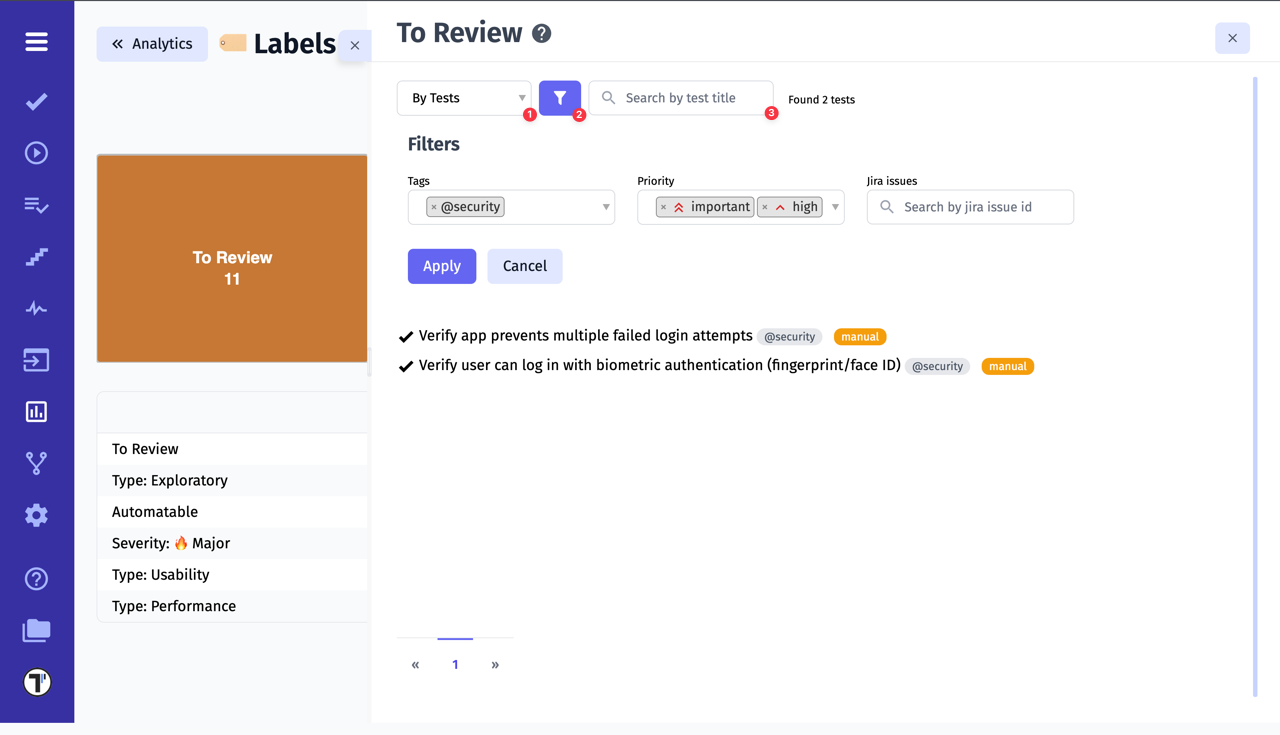 Analytics
Labels
To Review
By Tests
1
2
Search by test title
3
Found 2 tests
Filters
Tags
Priority
Jira issues
× @security
× important
× high
Search by jira issue id
Apply
Cancel
To Review
11
Verify app prevents multiple failed login attempts @security manual
Verify user can log in with biometric authentication (fingerprint/face ID) @security manual
To Review
Type: Exploratory
Automatable
Severity: 🔥 Major
Type: Usability
Type: Performance
« 1 »